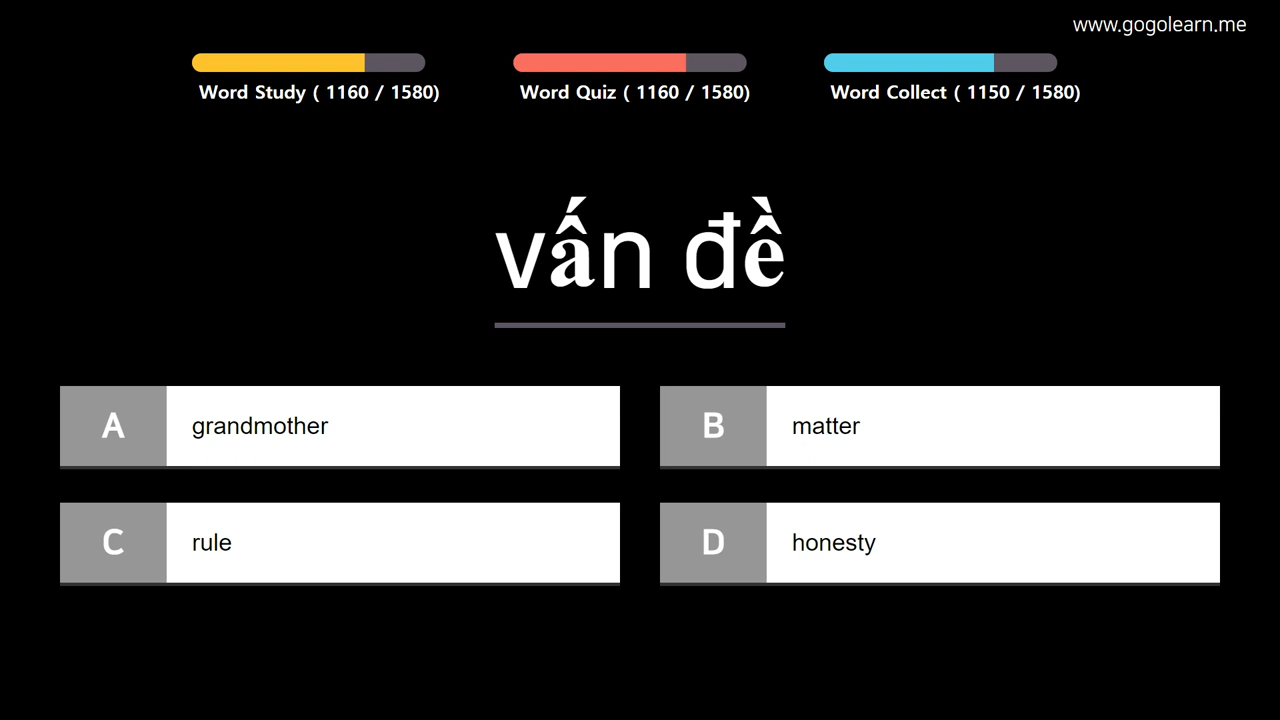 www.gogolearn.me
Word Study ( 1160 / 1580)
Word Quiz ( 1160 / 1580)
Word Collect ( 1150 / 1580)
vấn đề
A grandmother
B matter
C rule
D honesty